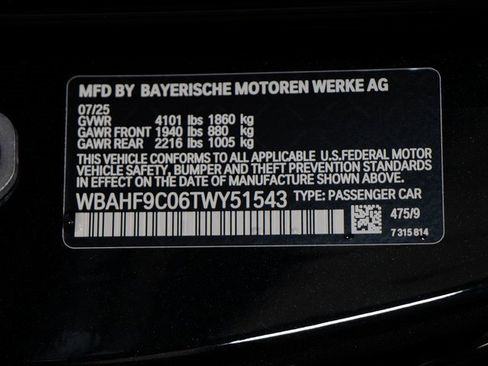 MFD BY BAYERISCHE MOTOREN WERKE AG
07/25
GVWR 4101 lbs 1860 kg
GAWR FRONT 1940 lbs 880 kg
GAWR REAR 2216 lbs 1005 kg
THIS VEHICLE CONFORMS TO ALL APPLICABLE U.S.FEDERAL MOTOR
VEHICLE SAFETY, BUMPER AND THEFT PREVENTION STANDARDS
IN EFFECT ON THE DATE OF MANUFACTURE SHOWN ABOVE.
WBAHF9C06TWY51543 TYPE: PASSENGER CAR
475/9
7 315 814